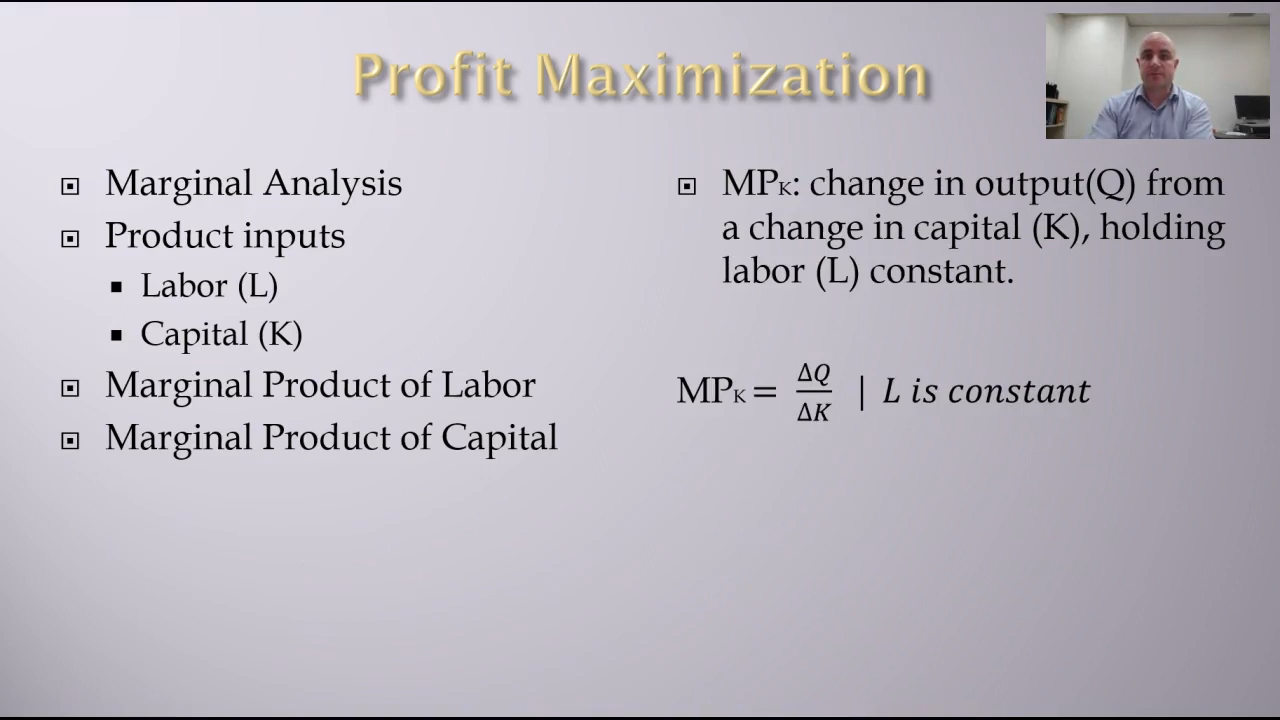 Profit Maximization
Marginal Analysis
Product inputs
Labor (L)
Capital (K)
Marginal Product of Labor
Marginal Product of Capital
MPK: change in output(Q) from
a change in capital (K), holding
labor (L) constant.
MPK = ΔQ/ΔK | L is constant